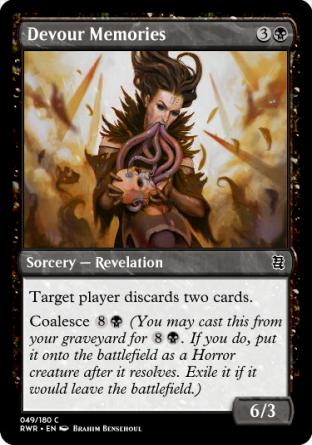 Devour Memories 3
Sorcery — Revelation
Target player discards two cards.
Coalesce 8 (You may cast this from
your graveyard for 8 . If you do, put
it onto the battlefield as a Horror
creature after it resolves. Exile it if it
would leave the battlefield.)
6/3
049/180 C
RWR • EN Brahim Bensehoul